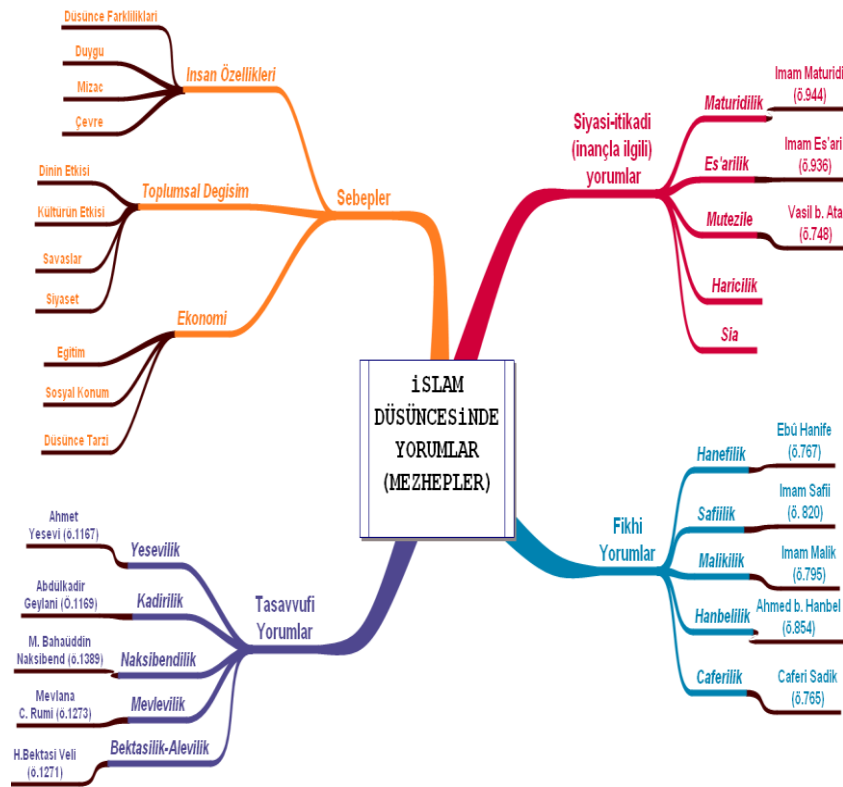 İSLAM
DÜSÜNCESiNDE
YORUMLAR
(MEZHEPLER)
Sebepler
Insan Özellikleri
Düsünce Farkliliklari
Duygu
Mizac
Çevre
Toplumsal Degisim
Dinin Etkisi
Kültürün Etkisi
Savaslar
Siyaset
Ekonomi
Egitim
Sosyal Konum
Düsünce Tarzi
Siyasi-itikadi
(inançla ilgili)
yorumlar
Maturidilik
Imam Maturidi
(ö.944)
Es'arilik
Imam Es'ari
(ö.936)
Mutezile
Vasil b. Ata
(ö.748)
Haricilik
Sia
Fikhi
Yorumlar
Hanefilik
Ebû Hanife
(ö.767)
Safiilik
Imam Safii
(ö. 820)
Malikilik
Imam Malik
(ö.795)
Hanbelilik
Ahmed b. Hanbel
(ö.854)
Caferilik
Caferi Sadik
(ö.765)
Tasavvufi
Yorumlar
Yesevilik
Ahmet
Yesevi (ö.1167)
Kadirilik
Abdülkadir
Geylani (Ö.1169)
Naksibendilik
M. Bahaüddin
Naksibend (ö.1389)
Mevlevilik
Mevlana
C. Rumi (ö.1273)
Bektasilik-Alevilik
H.Bektasi Veli
(ö.1271)